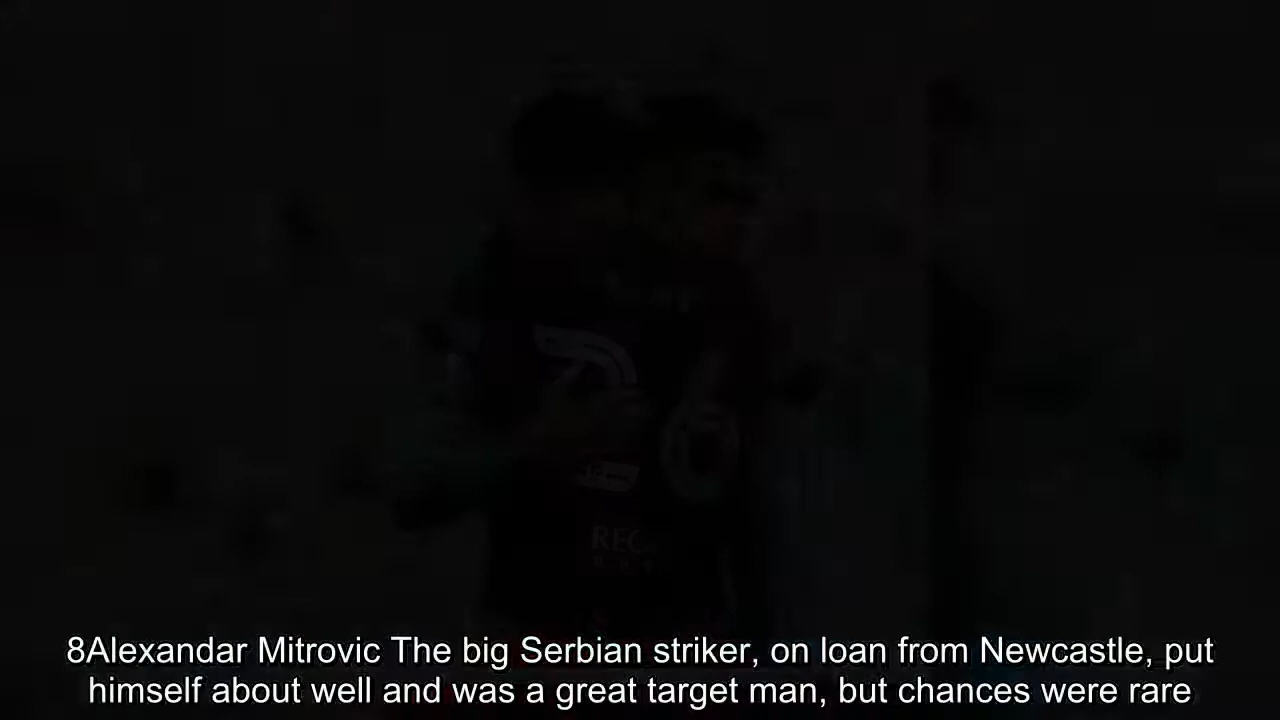 REC
8Alexandar Mitrovic The big Serbian striker, on loan from Newcastle, put
himself about well and was a great target man, but chances were rare